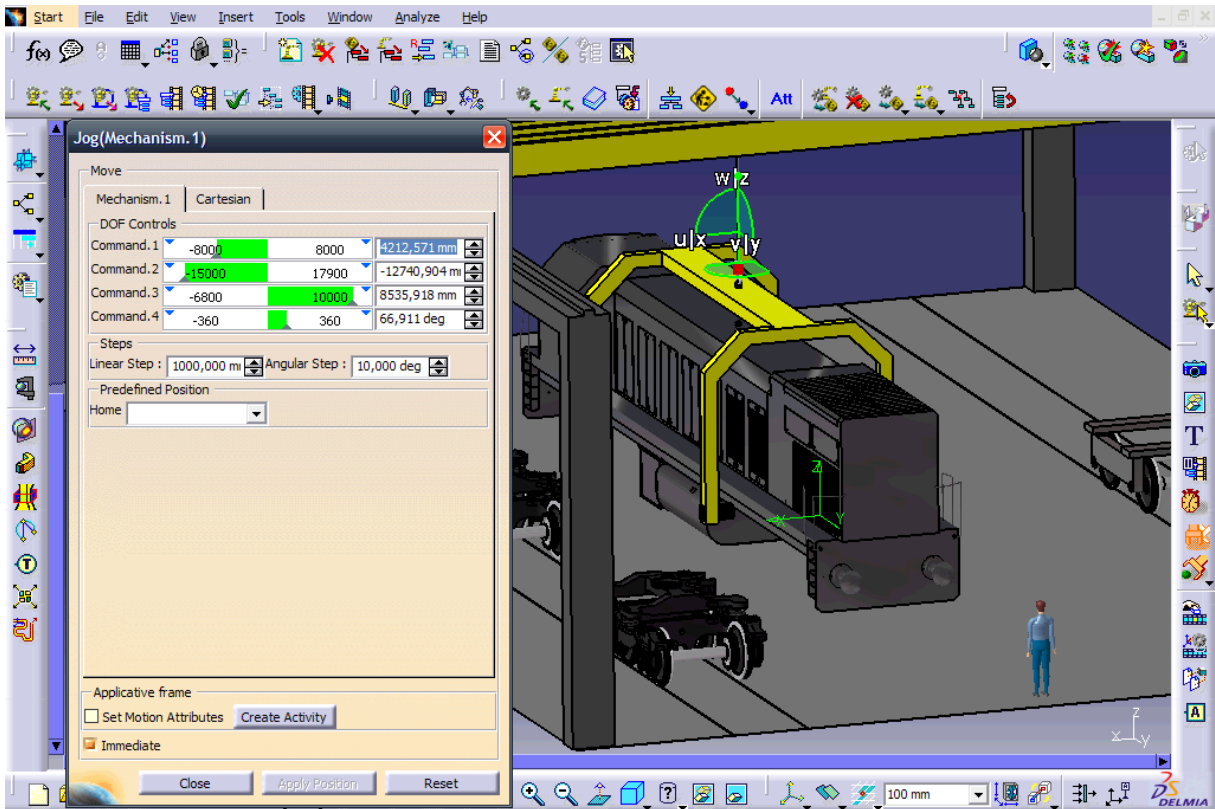 Start File Edit View Insert Tools Window Analyze Help
f(x)
Att
Jog(Mechanism.1)
Move
Mechanism.1 Cartesian
DOF Controls
Command.1 -8000 8000 4212,571 mm
Command.2 -15000 17900 -12740,904 m
Command.3 -6800 10000 8535,918 mm
Command.4 -360 360 66,911 deg
Steps
Linear Step : 1000,000 m Angular Step : 10,000 deg
Predefined Position
Home
Applicative frame
Set Motion Attributes Create Activity
Immediate
Close Apply Position Reset
w|z
u|x v|y
z
x y
z
x y
T
A
100 mm
DELMIA